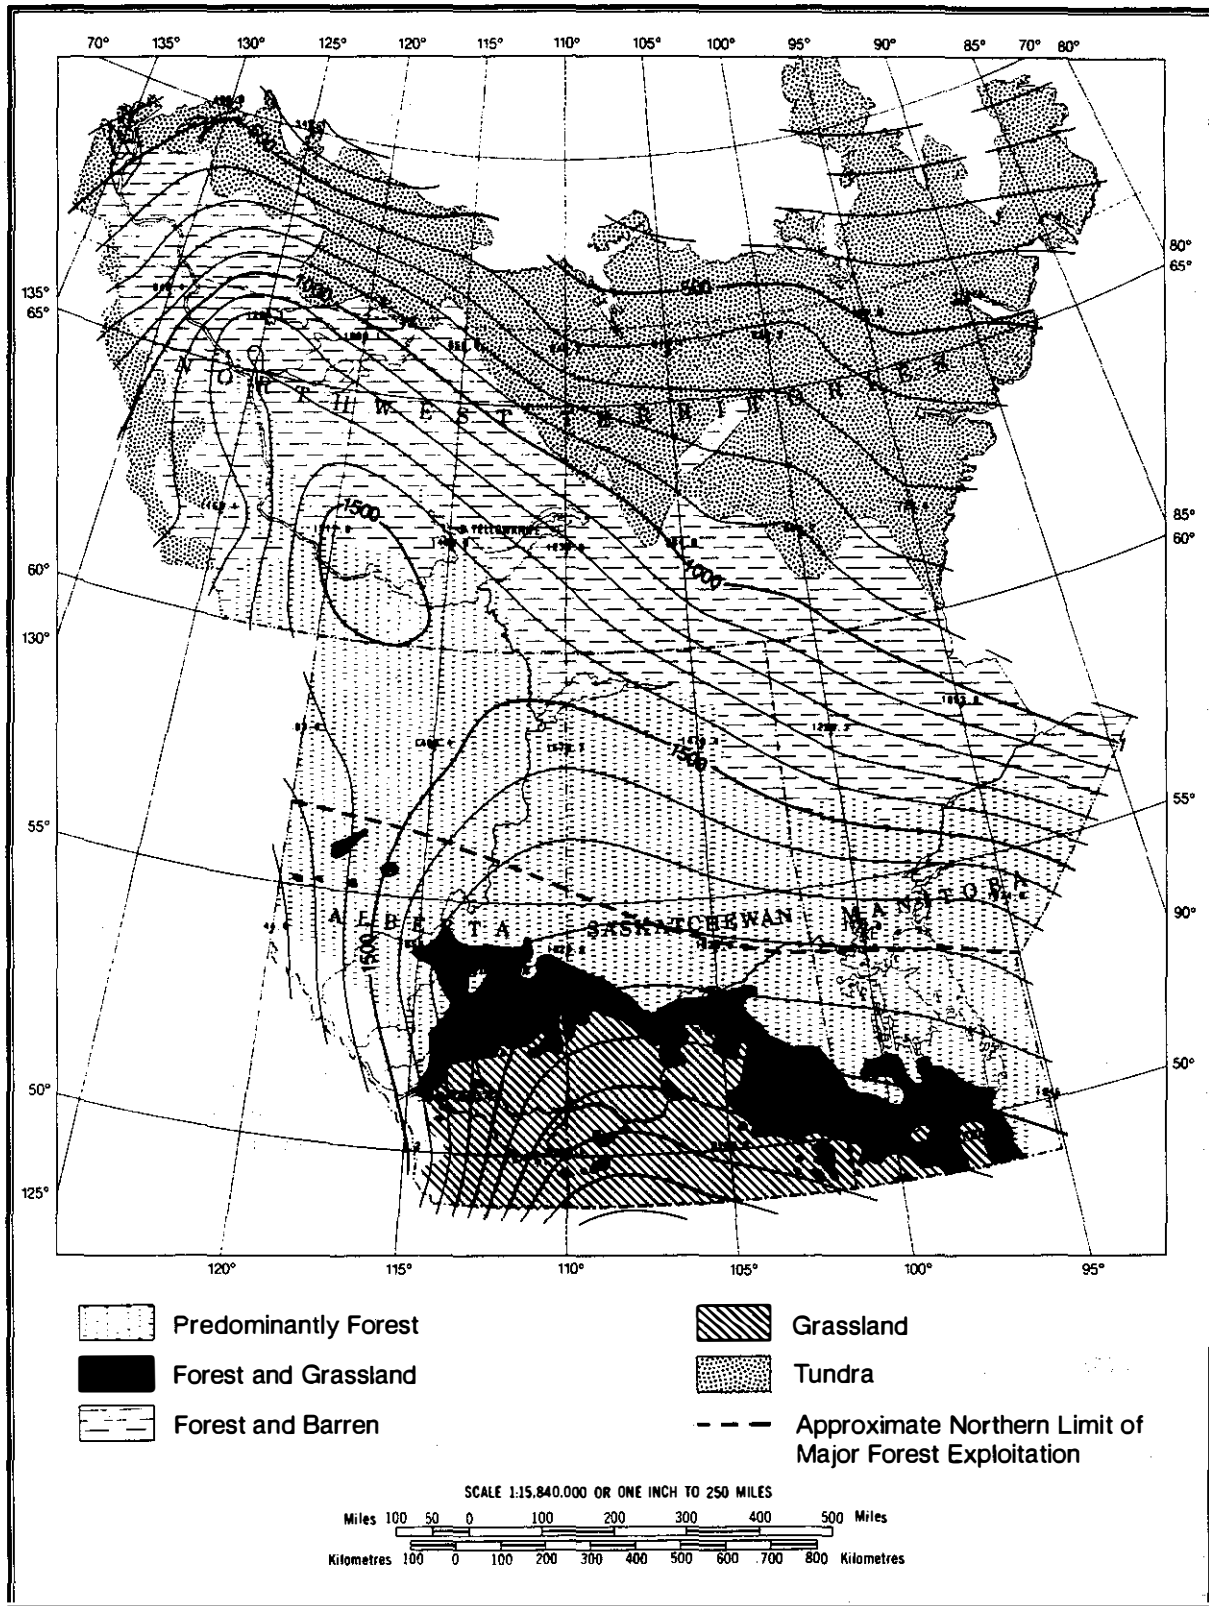 70° 135° 130° 125° 120° 115° 110° 105° 100° 95° 90° 85° 70° 80°
80°
65°
135°
65°
1000
500
NORTHWEST TERRITORIES
1500
YELLOWKNIFE
85°
60°
60°
1000
130°
1500
55°
55°
MANITOBA
ALBERTA SASKATCHEWAN
90°
1500
50°
50°
125°
120° 115° 110° 105° 100° 95°
Predominantly Forest
Grassland
Forest and Grassland
Tundra
Forest and Barren
Approximate Northern Limit of
Major Forest Exploitation
SCALE 1:15,840,000 OR ONE INCH TO 250 MILES
Miles 100 50 0 100 200 300 400 500 Miles
Kilometres 100 0 100 200 300 400 500 600 700 800 Kilometres